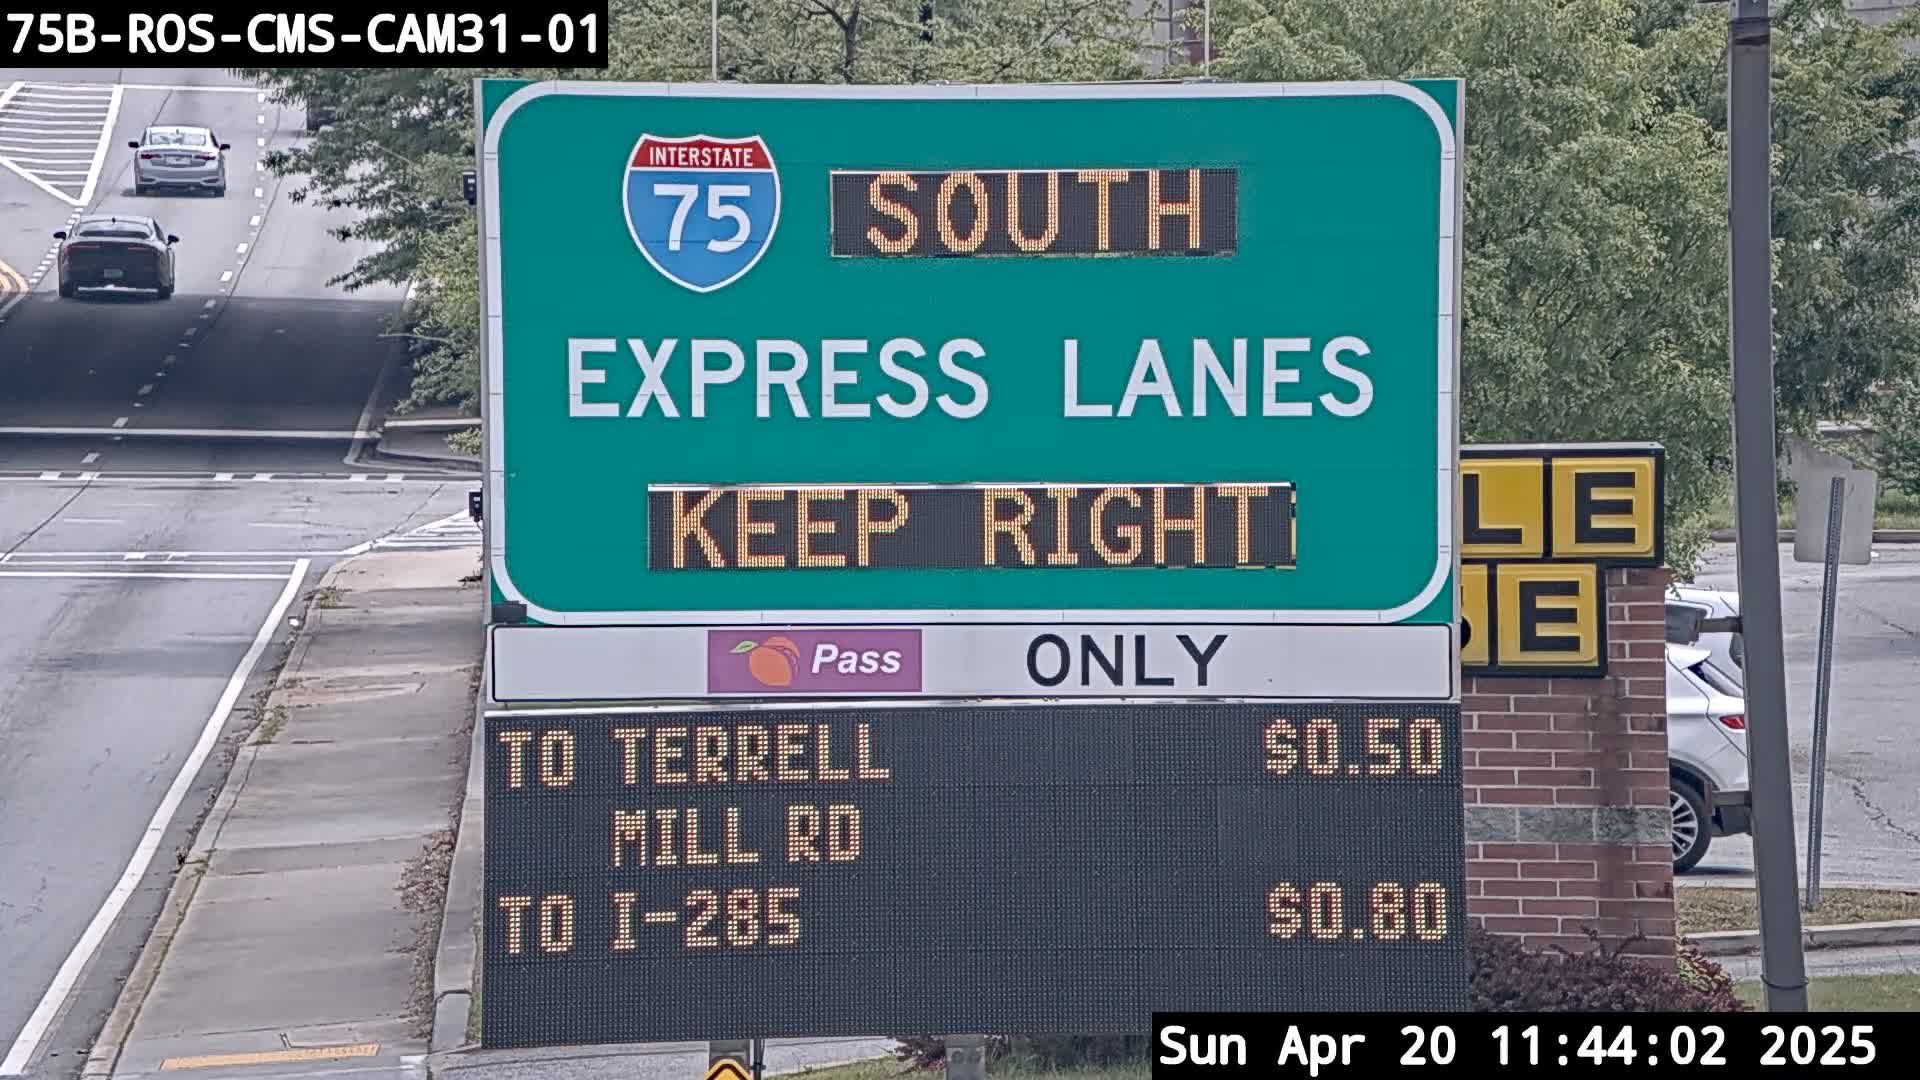 75B-ROS-CMS-CAM31-01
INTERSTATE
75
SOUTH
EXPRESS LANES
KEEP RIGHT
Pass ONLY
TO TERRELL $0.50
MILL RD
TO I-285 $0.80
LE
E
Sun Apr 20 11:44:02 2025